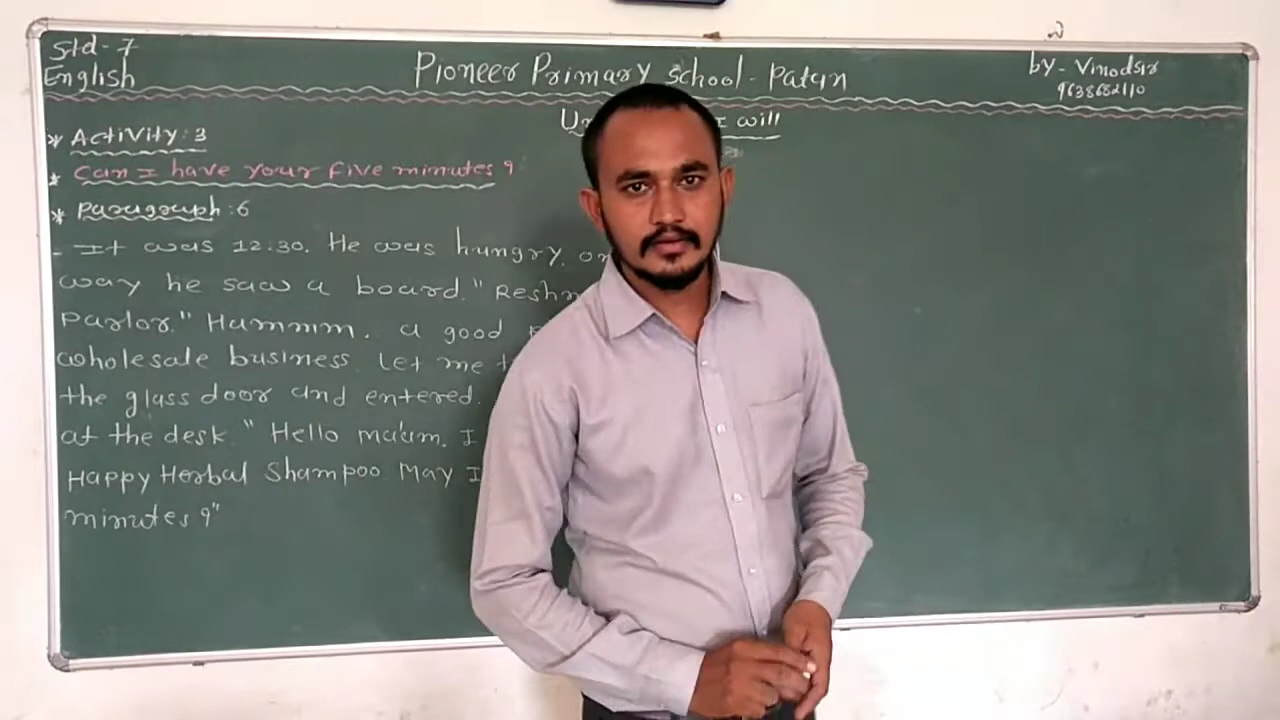 Std-7
English
Pioneer Primary School-Patan
by-Vinodsir
9638682110
I will
* Activity:3
* Can I have your five minutes ?
* Paragraph:6
- It was 12.30. He was hungry. on
way he saw a board."
Parlor." Hammm. a good
wholesale business. Let me
the glass door and entered.
at the desk. " Hello ma'am. I
Happy Herbal Shampoo May I
minutes ?"